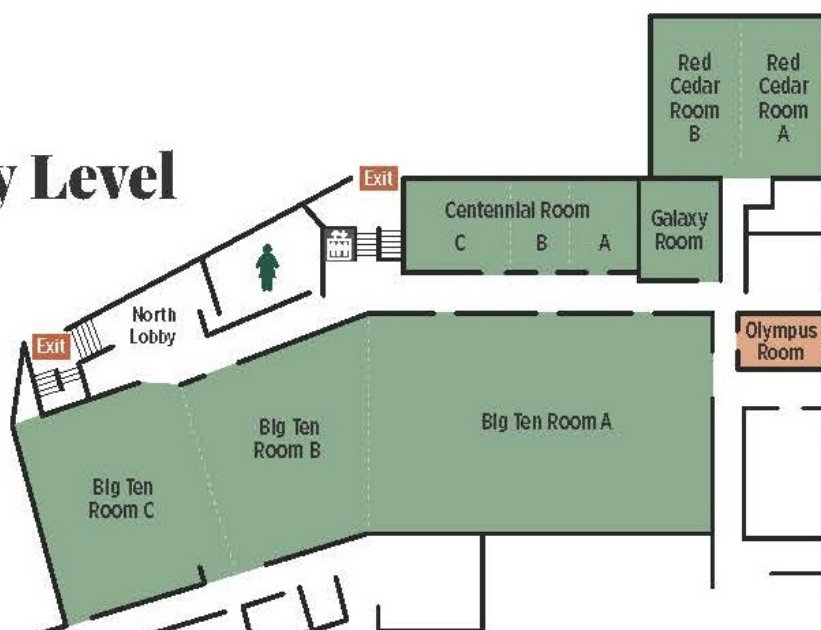 y Level
Red
Cedar
Room
B
Red
Cedar
Room
A
Exit
Centennial Room
C B A
Galaxy
Room
North
Lobby
Exit
Olympus
Room
Big Ten Room A
Big Ten
Room B
Big Ten
Room C